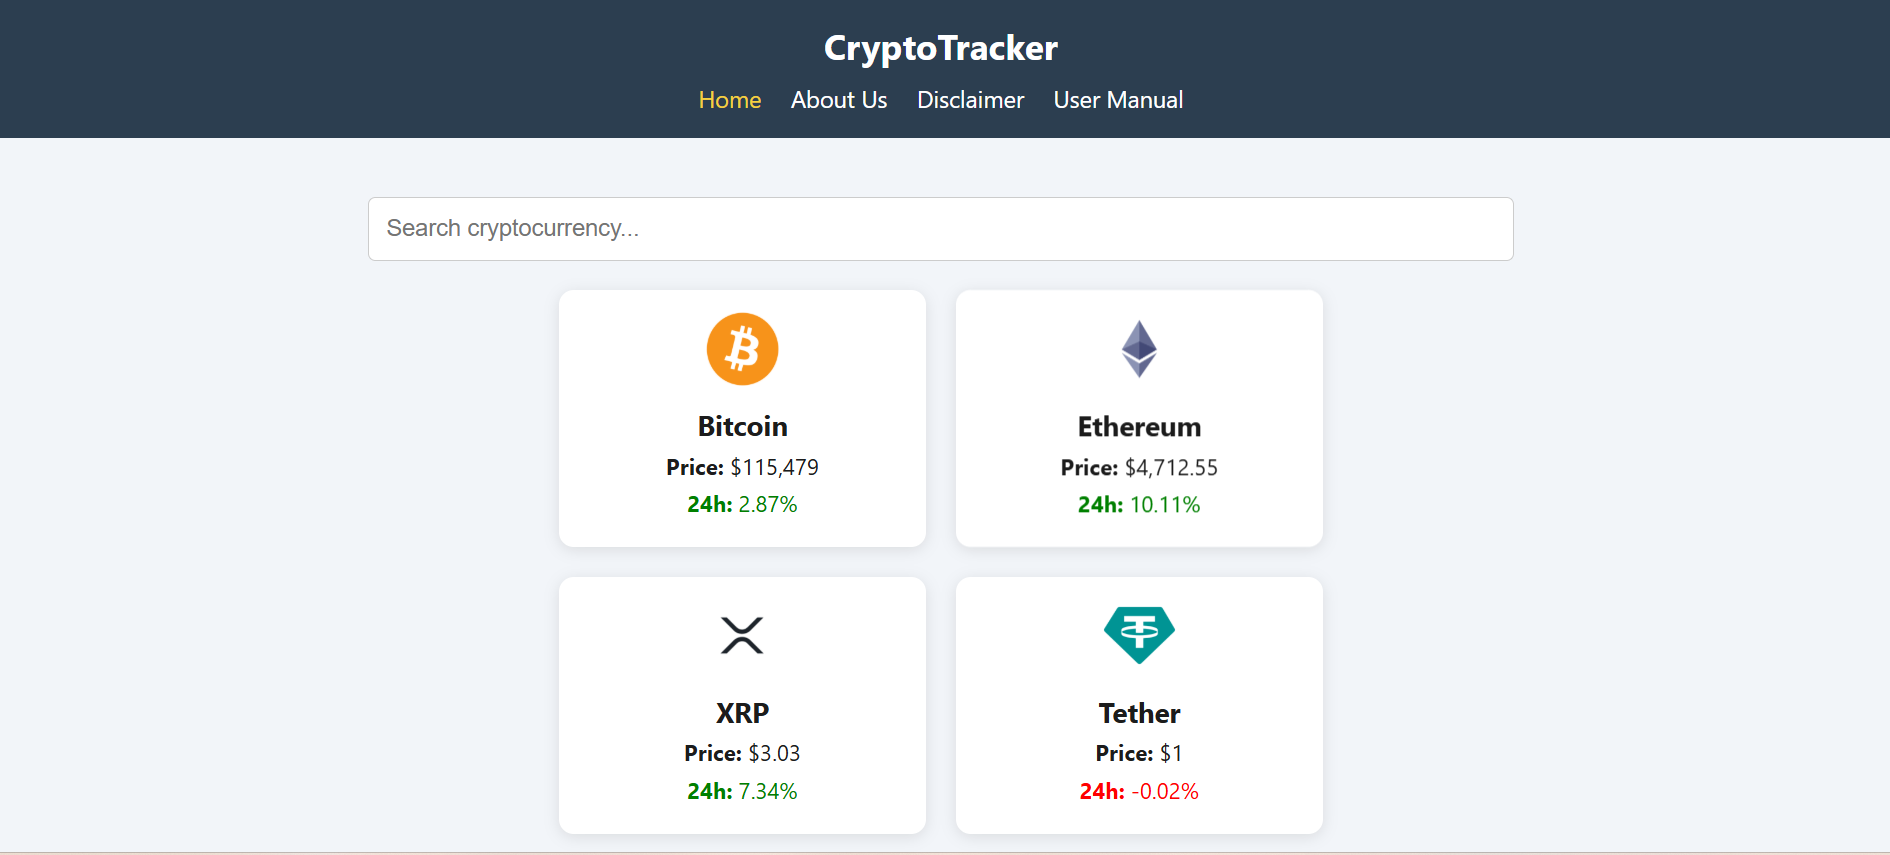 CryptoTracker
Home About Us Disclaimer User Manual
Search cryptocurrency...
Bitcoin
Price: $115,479
24h: 2.87%
Ethereum
Price: $4,712.55
24h: 10.11%
XRP
Price: $3.03
24h: 7.34%
Tether
Price: $1
24h: -0.02%